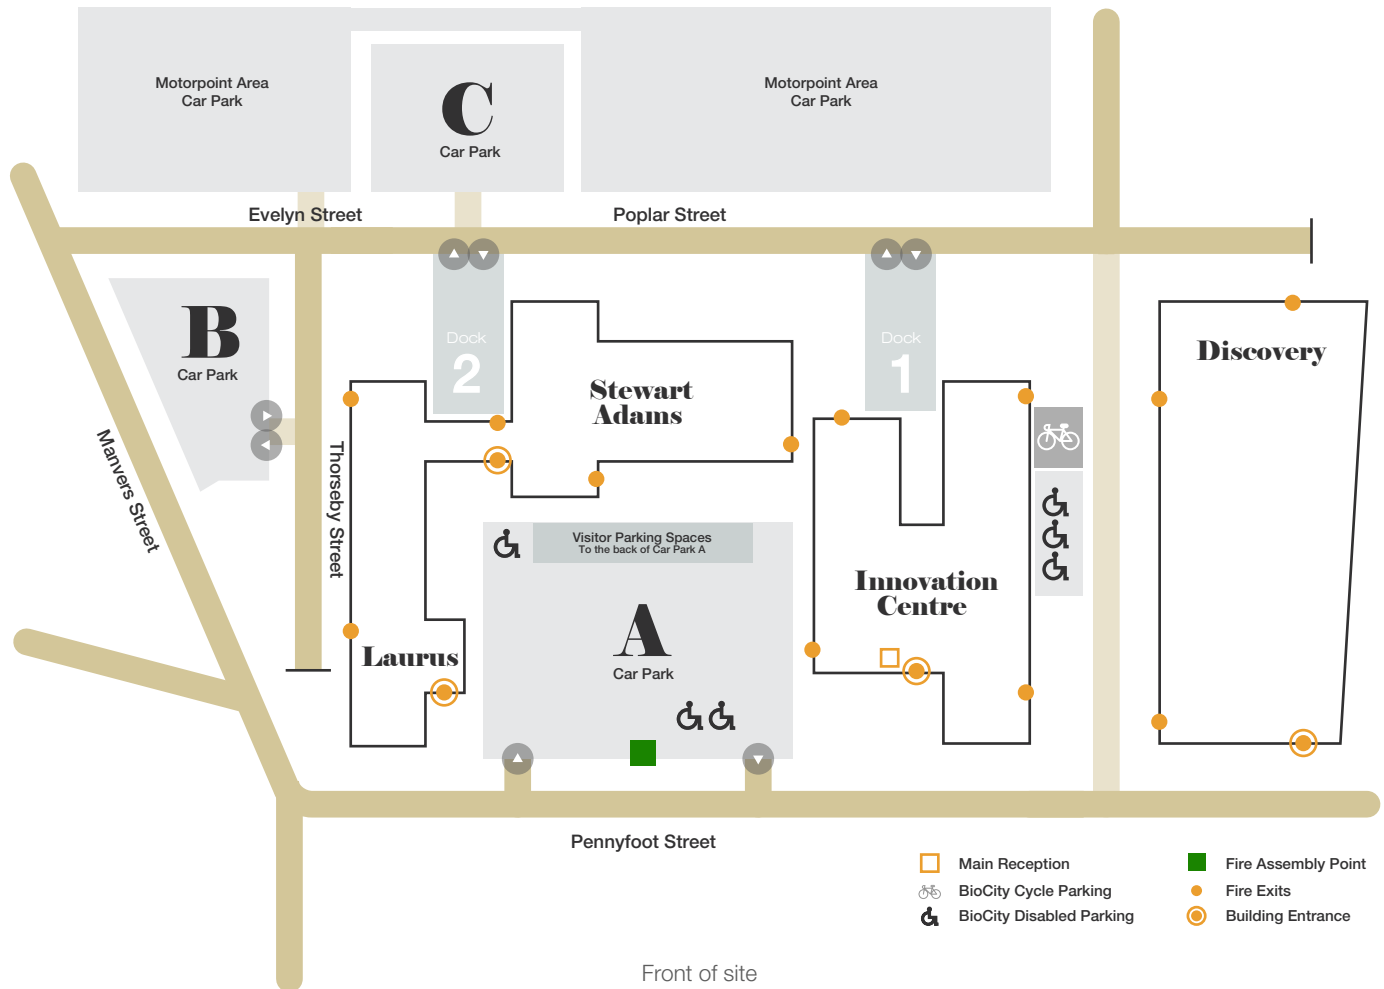 Motorpoint Area
Car Park
C
Car Park
Motorpoint Area
Car Park
Evelyn Street
Poplar Street
B
Car Park
Dock
2
Stewart
Adams
Dock
1
Discovery
Manvers Street
Thorseby Street
Visitor Parking Spaces
To the back of Car Park A
A
Car Park
Innovation
Centre
Laurus
Pennyfoot Street
Main Reception
BioCity Cycle Parking
BioCity Disabled Parking
Fire Assembly Point
Fire Exits
Building Entrance
Front of site